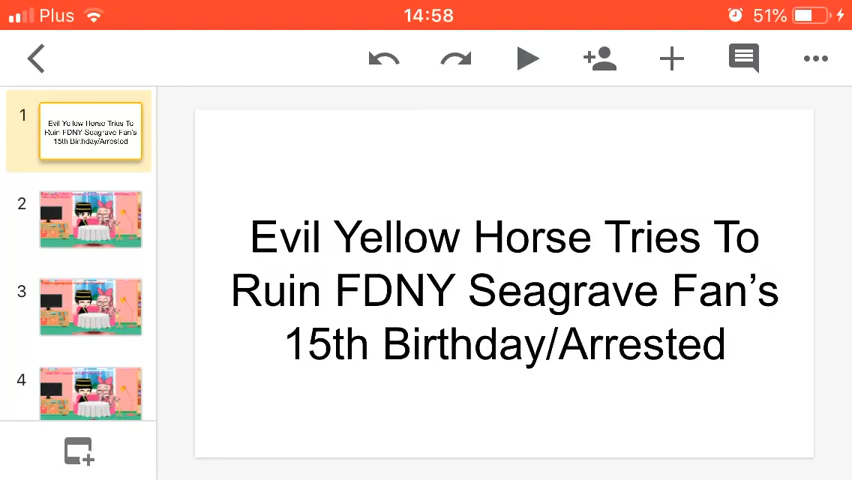 Plus 14:58 51%
1
Evil Yellow Horse Tries To
Ruin FDNY Seagrave Fan's
15th Birthday/Arrested
2
3
4
Evil Yellow Horse Tries To
Ruin FDNY Seagrave Fan’s
15th Birthday/Arrested